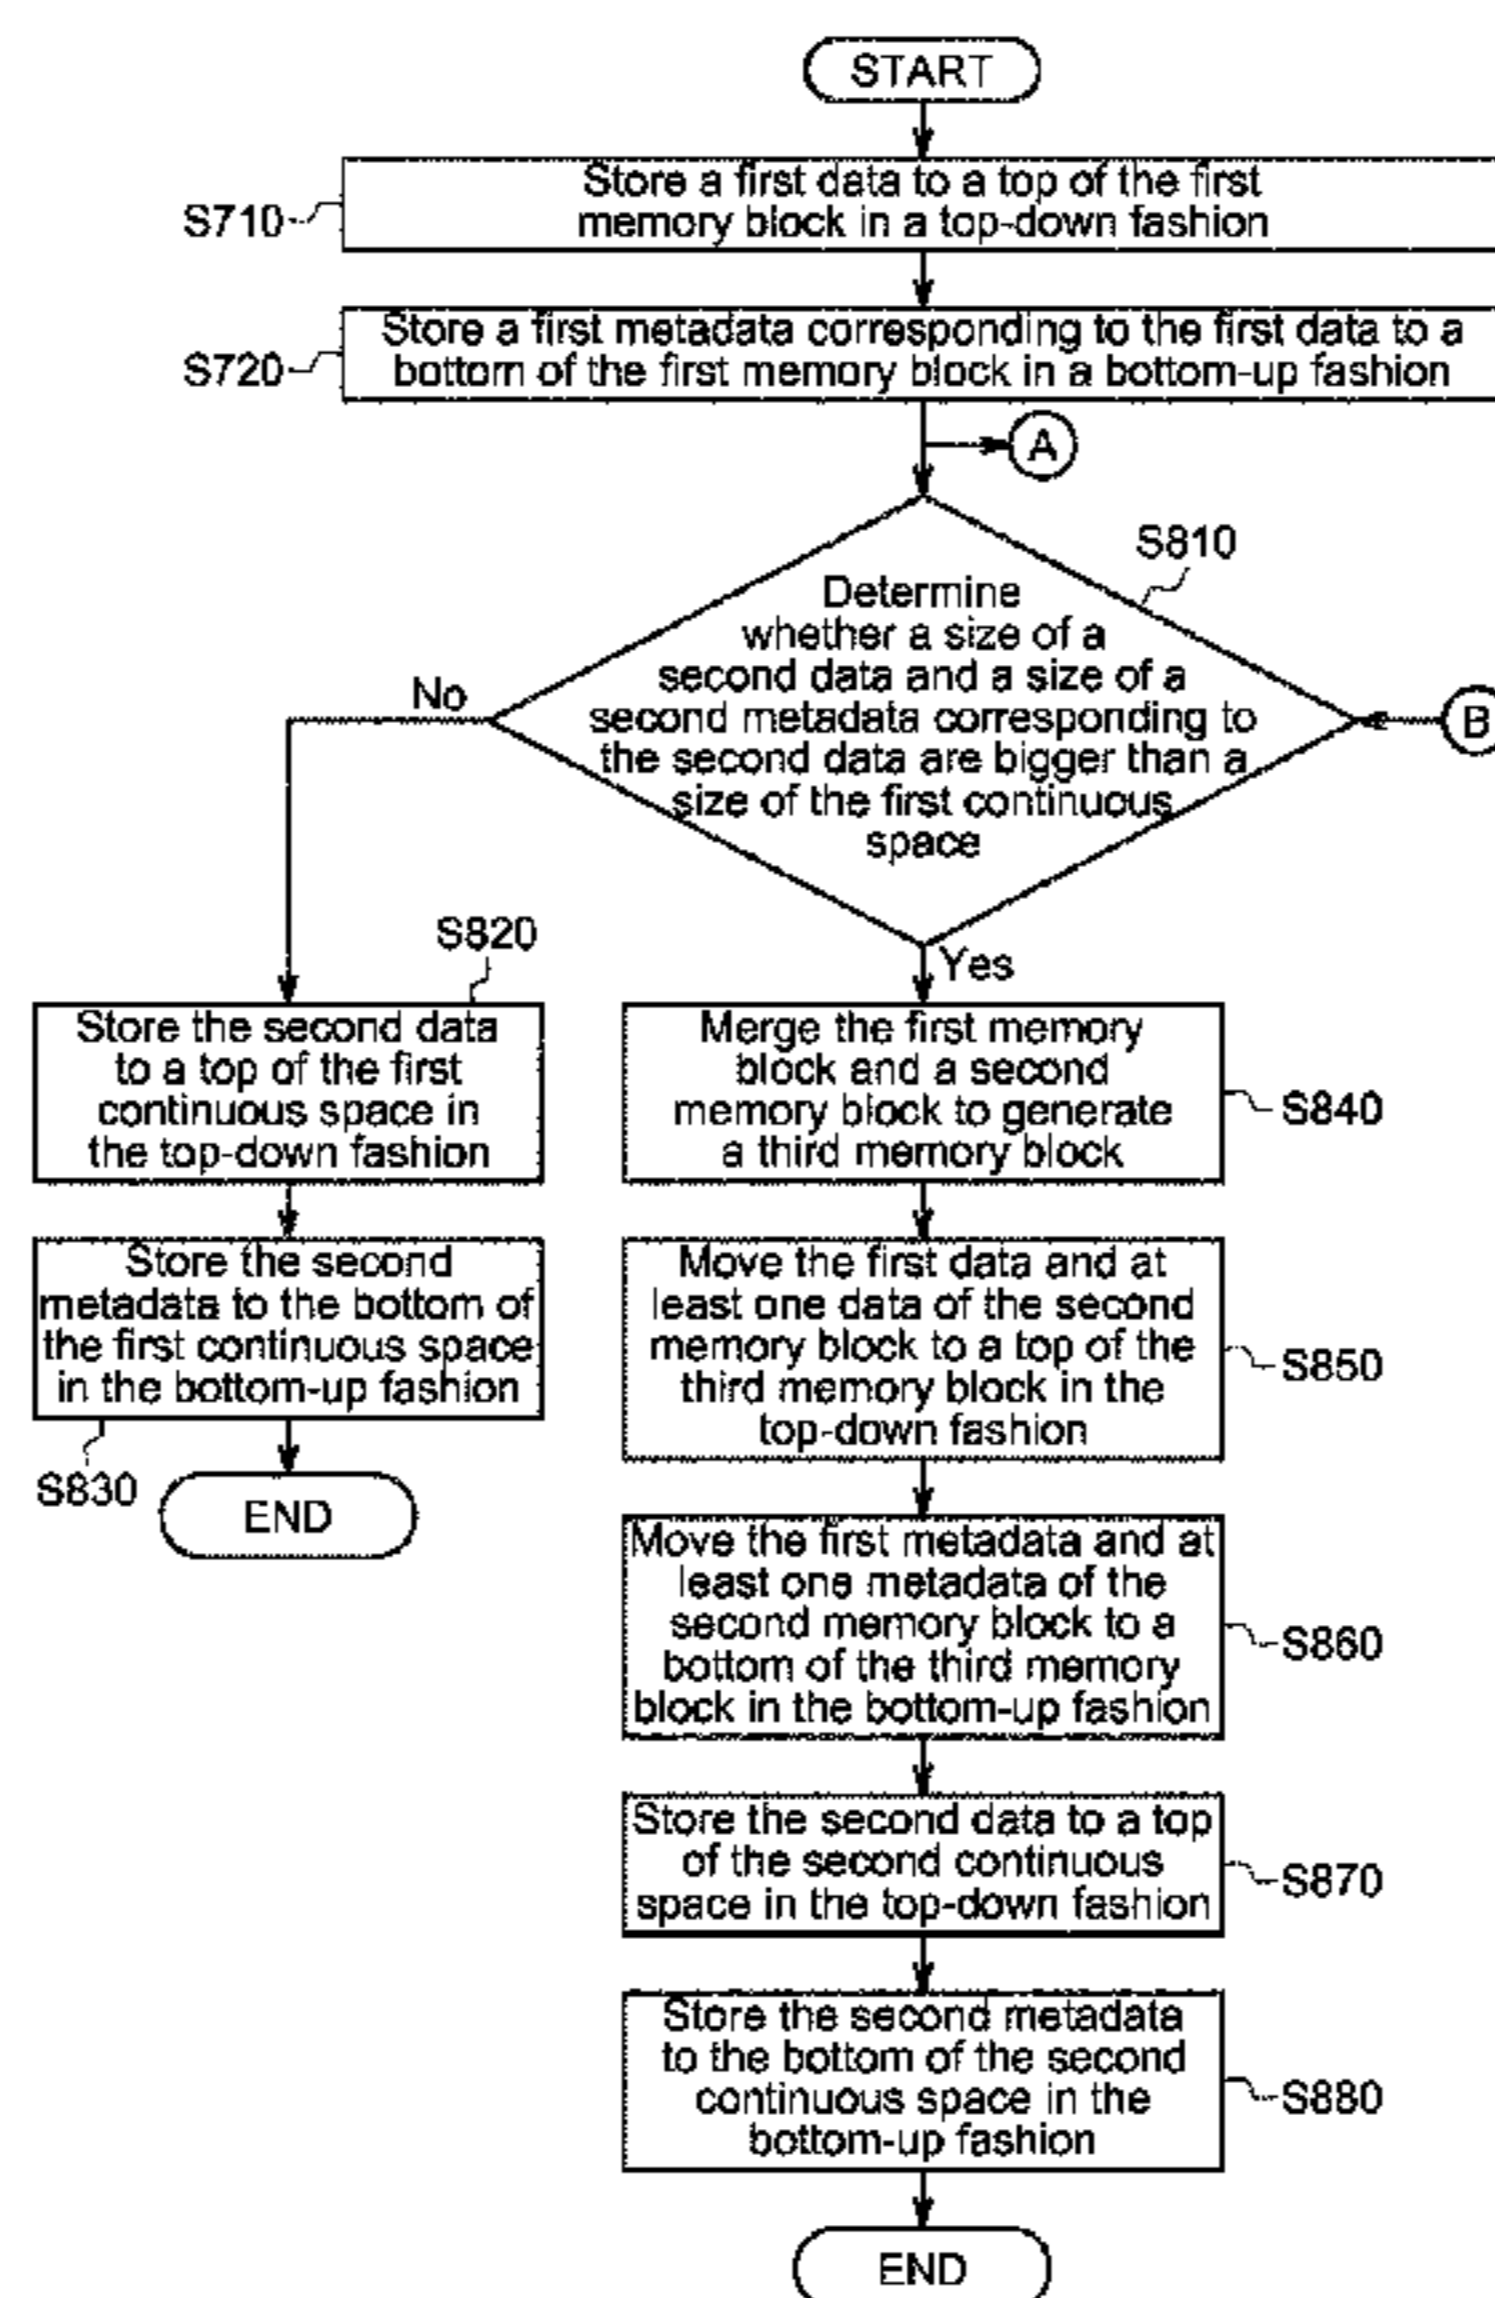 START
S710
Store a first data to a top of the first
memory block in a top-down fashion
S720
Store a first metadata corresponding to the first data to a
bottom of the first memory block in a bottom-up fashion
A
S810
Determine
whether a size of a
second data and a size of a
second metadata corresponding to
the second data are bigger than a
size of the first continuous
space
No
B
Yes
S820
Store the second data
to a top of the first
continuous space in
the top-down fashion
Store the second
metadata to the bottom of
the first continuous space
in the bottom-up fashion
S830
END
Merge the first memory
block and a second
memory block to generate
a third memory block
S840
Move the first data and at
least one data of the second
memory block to a top of the
third memory block in the
top-down fashion
S850
Move the first metadata and at
least one metadata of the
second memory block to a
bottom of the third memory
block in the bottom-up fashion
S860
Store the second data to a top
of the second continuous
space in the top-down fashion
S870
Store the second metadata
to the bottom of the second
continuous space in the
bottom-up fashion
S880
END